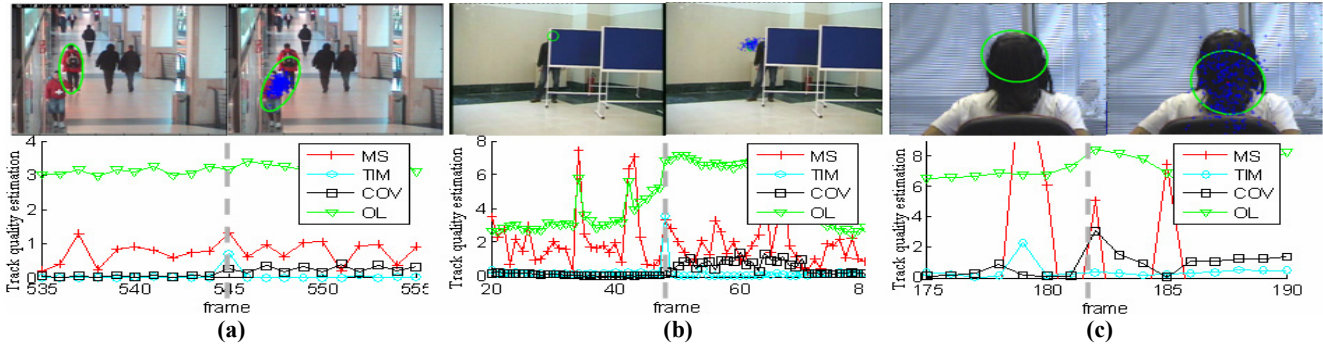 Track quality estimation
4
3
2
1
0
535
540
545
550
frame
MS
TIM
COV
OL
(a)
Track quality estimation
8
6
4
2
0
20
40
60
8
frame
MS
TIM
COV
OL
(b)
Track quality estimation
8
6
4
2
0
175
180
185
190
frame
MS
TIM
COV
OL
(c)